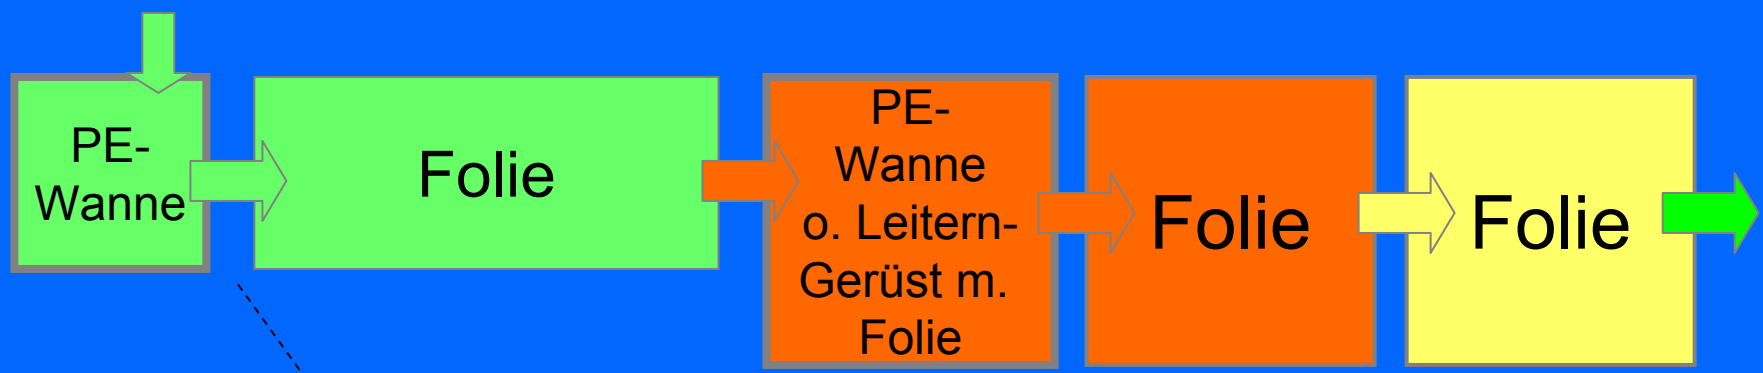 PE-
Wanne
Folie
PE-
Wanne
o. Leitern-
Gerüst m.
Folie
Folie
Folie